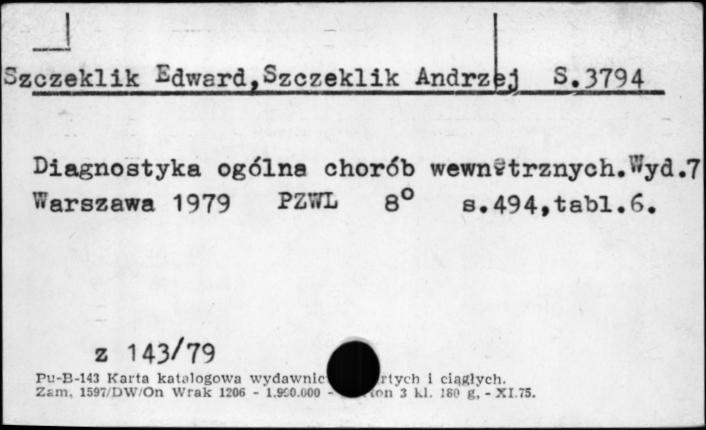 Szczeklik Edward,Szczeklik Andrzej S.3794
Diagnostyka ogólna chorób wewnętrznych.Wyd.7
Warszawa 1979 PZWL 8° s.494,tabl.6.
z 143/79
Pu-B-143 Karta katalogowa wydawnic rtych i ciągłych.
Zam. 1597/DW/On Wrak 1206 - 1.990.000 - ton 3 kl. 180 g, - XI.75.